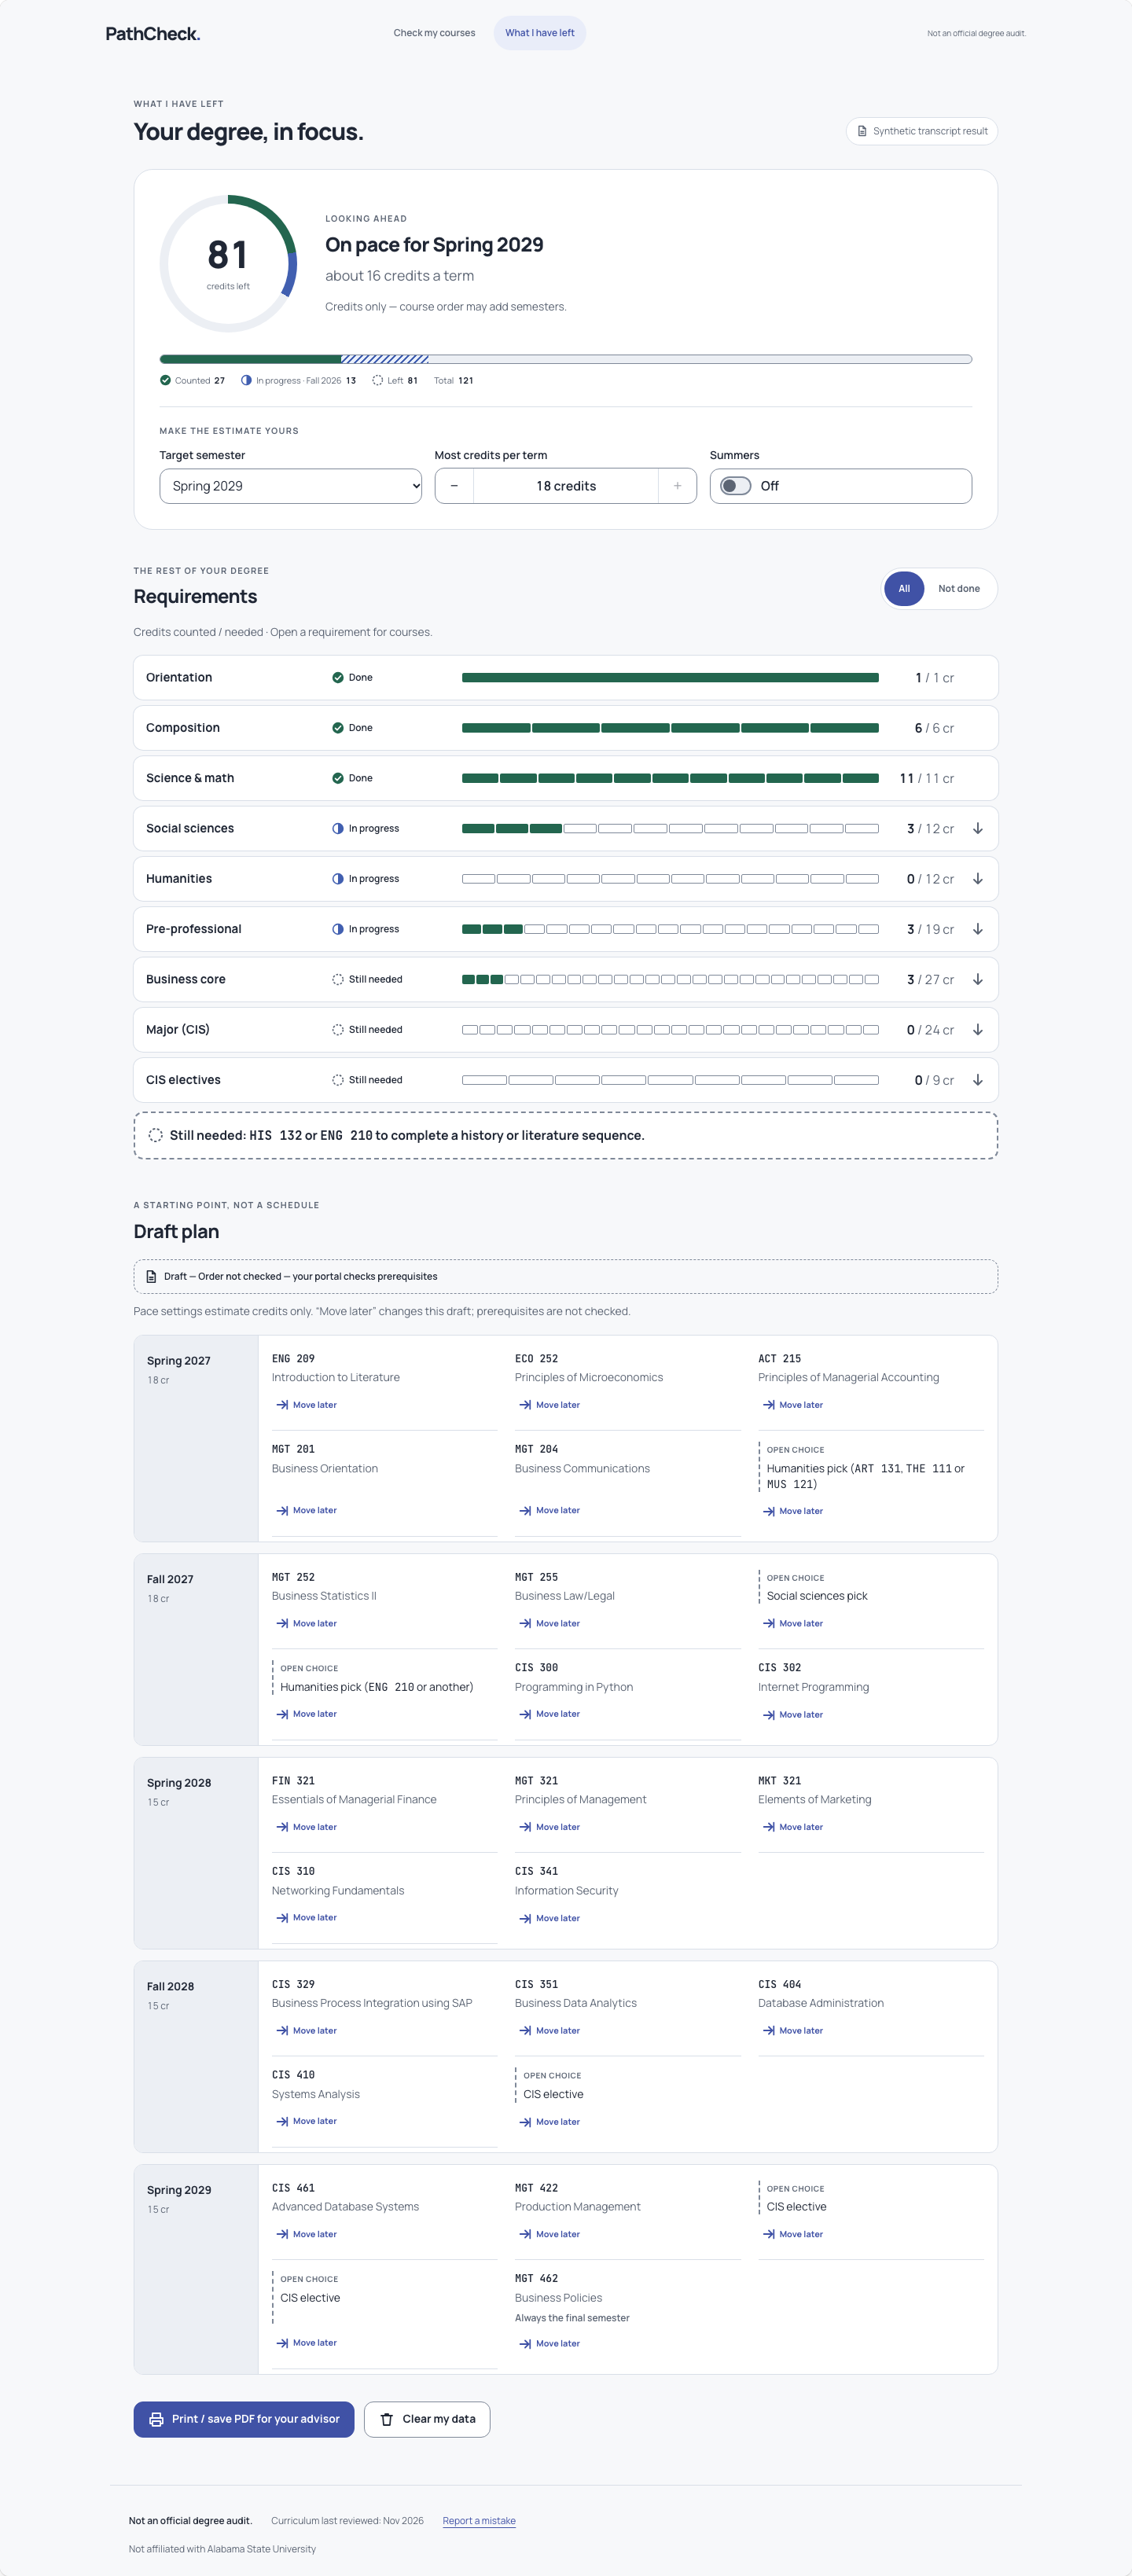 PathCheck.
Check my courses
What I have left
Not an official degree audit.
WHAT I HAVE LEFT
Your degree, in focus.
Synthetic transcript result
81
credits left
LOOKING AHEAD
On pace for Spring 2029
about 16 credits a term
Credits only — course order may add semesters.
Counted 27
In progress · Fall 2026 13
Left 81
Total 121
MAKE THE ESTIMATE YOURS
Target semester
Most credits per term
Summers
Spring 2029
− 18 credits +
Off
THE REST OF YOUR DEGREE
Requirements
All
Not done
Credits counted / needed · Open a requirement for courses.
Orientation
Done
1 / 1 cr
Composition
Done
6 / 6 cr
Science & math
Done
11 / 11 cr
Social sciences
In progress
3 / 12 cr
Humanities
In progress
0 / 12 cr
Pre-professional
In progress
3 / 19 cr
Business core
Still needed
3 / 27 cr
Major (CIS)
Still needed
0 / 24 cr
CIS electives
Still needed
0 / 9 cr
Still needed: HIS 132 or ENG 210 to complete a history or literature sequence.
A STARTING POINT, NOT A SCHEDULE
Draft plan
Draft — Order not checked — your portal checks prerequisites
Pace settings estimate credits only. “Move later” changes this draft; prerequisites are not checked.
Spring 2027
18 cr
ENG 209
Introduction to Literature
Move later
ECO 252
Principles of Microeconomics
Move later
ACT 215
Principles of Managerial Accounting
Move later
MGT 201
Business Orientation
Move later
MGT 204
Business Communications
Move later
OPEN CHOICE
Humanities pick (ART 131, THE 111 or
MUS 121)
Move later
Fall 2027
18 cr
MGT 252
Business Statistics II
Move later
MGT 255
Business Law/Legal
Move later
OPEN CHOICE
Social sciences pick
Move later
OPEN CHOICE
Humanities pick (ENG 210 or another)
Move later
CIS 300
Programming in Python
Move later
CIS 302
Internet Programming
Move later
Spring 2028
15 cr
FIN 321
Essentials of Managerial Finance
Move later
MGT 321
Principles of Management
Move later
MKT 321
Elements of Marketing
Move later
CIS 310
Networking Fundamentals
Move later
CIS 341
Information Security
Move later
Fall 2028
15 cr
CIS 329
Business Process Integration using SAP
Move later
CIS 351
Business Data Analytics
Move later
CIS 404
Database Administration
Move later
CIS 410
Systems Analysis
Move later
OPEN CHOICE
CIS elective
Move later
Spring 2029
15 cr
CIS 461
Advanced Database Systems
Move later
MGT 422
Production Management
Move later
OPEN CHOICE
CIS elective
Move later
OPEN CHOICE
CIS elective
Move later
MGT 462
Business Policies
Always the final semester
Move later
Print / save PDF for your advisor
Clear my data
Not an official degree audit.
Curriculum last reviewed: Nov 2026
Report a mistake
Not affiliated with Alabama State University